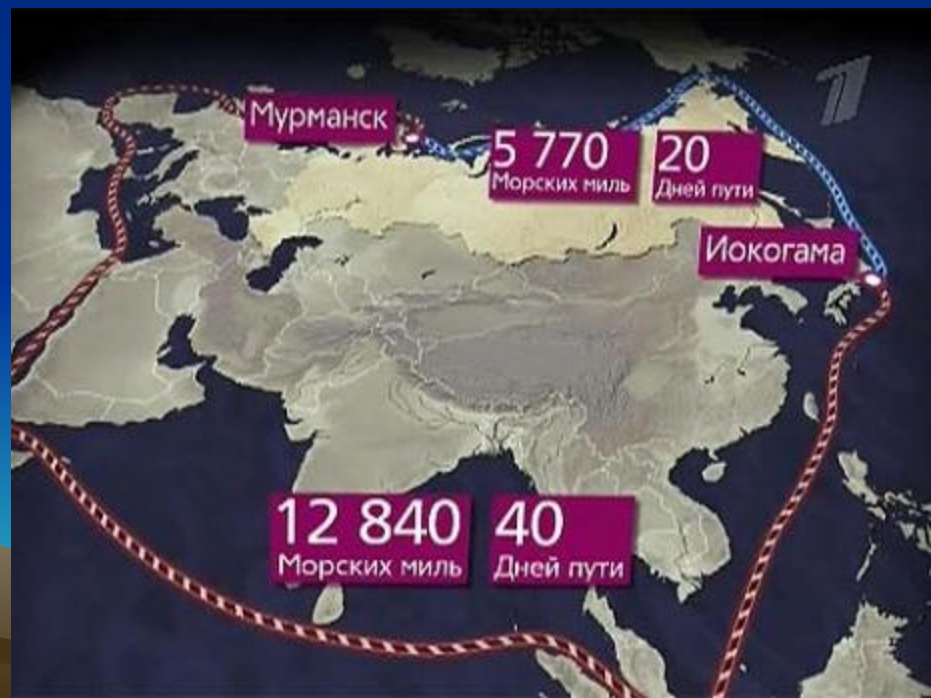 Мурманск
5 770
Морских миль
20
Дней пути
Иокогама
12 840
Морских миль
40
Дней пути